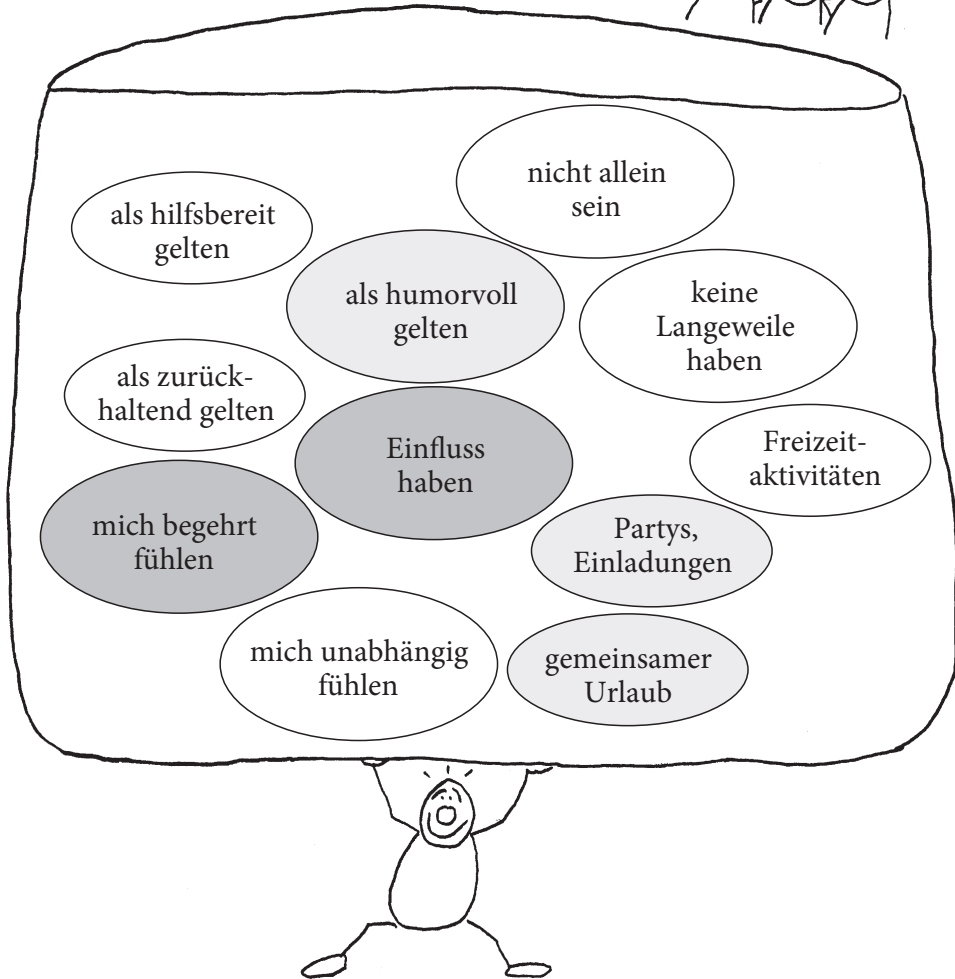 nicht allein
sein
als hilfsbereit
gelten
als humorvoll
gelten
keine
Langeweile
haben
als zurück-
haltend gelten
Einfluss
haben
Freizeit-
aktivitäten
mich begehrt
fühlen
Partys,
Einladungen
mich unabhängig
fühlen
gemeinsamer
Urlaub